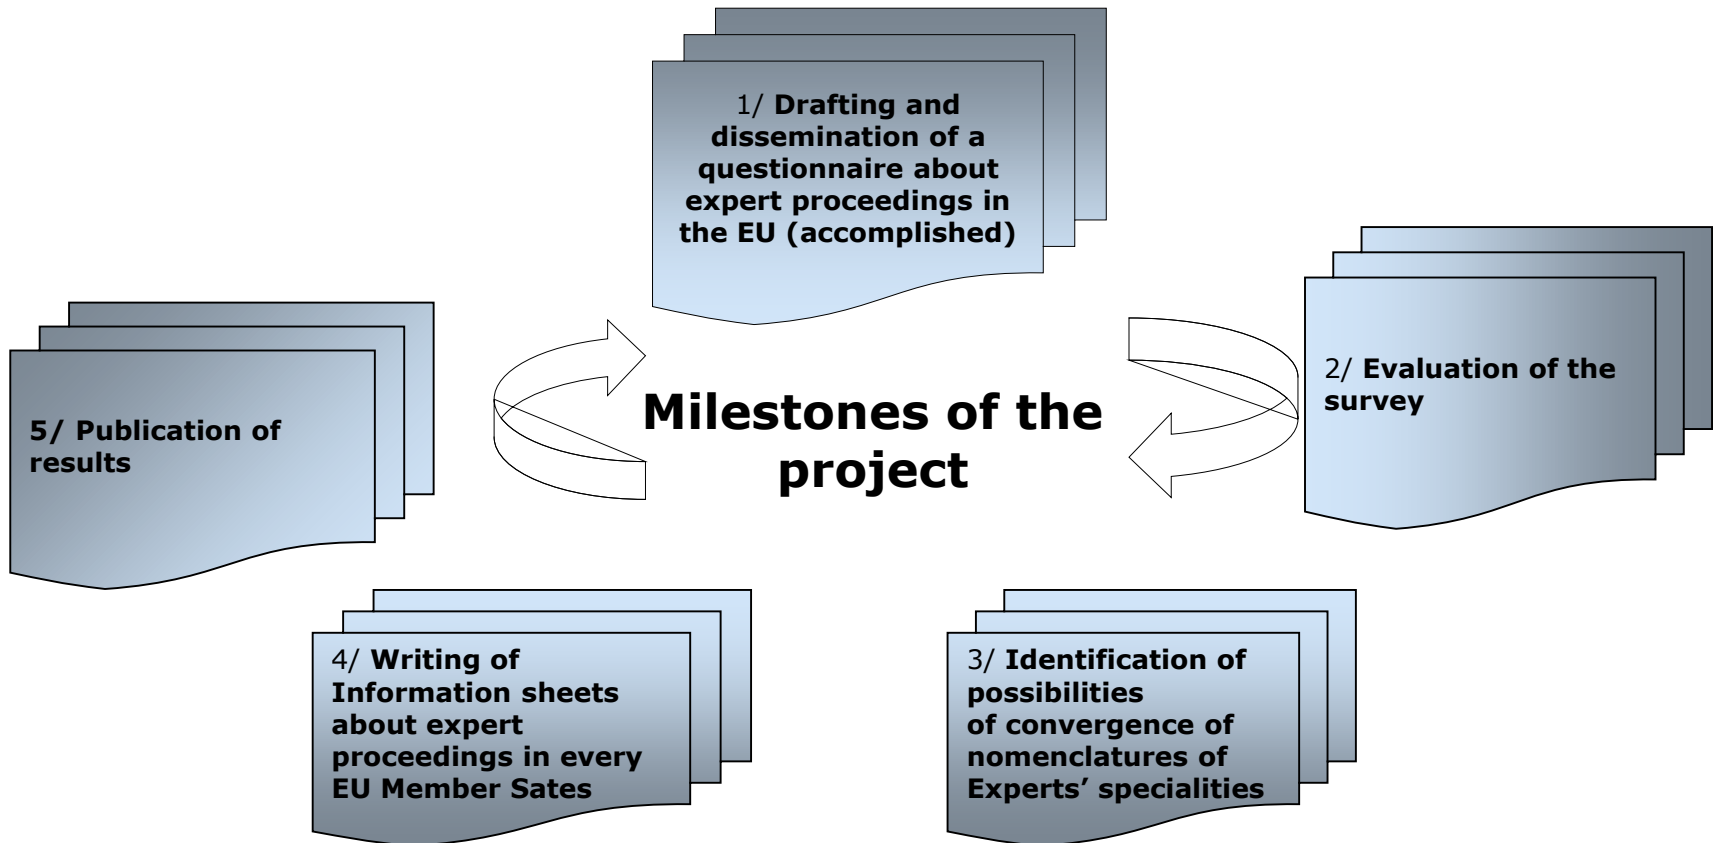 1/ Drafting and
dissemination of a
questionnaire about
expert proceedings in
the EU (accomplished)
2/ Evaluation of the
survey
Milestones of the
project
5/ Publication of
results
4/ Writing of
Information sheets
about expert
proceedings in every
EU Member Sates
3/ Identification of
possibilities
of convergence of
nomenclatures of
Experts’ specialities